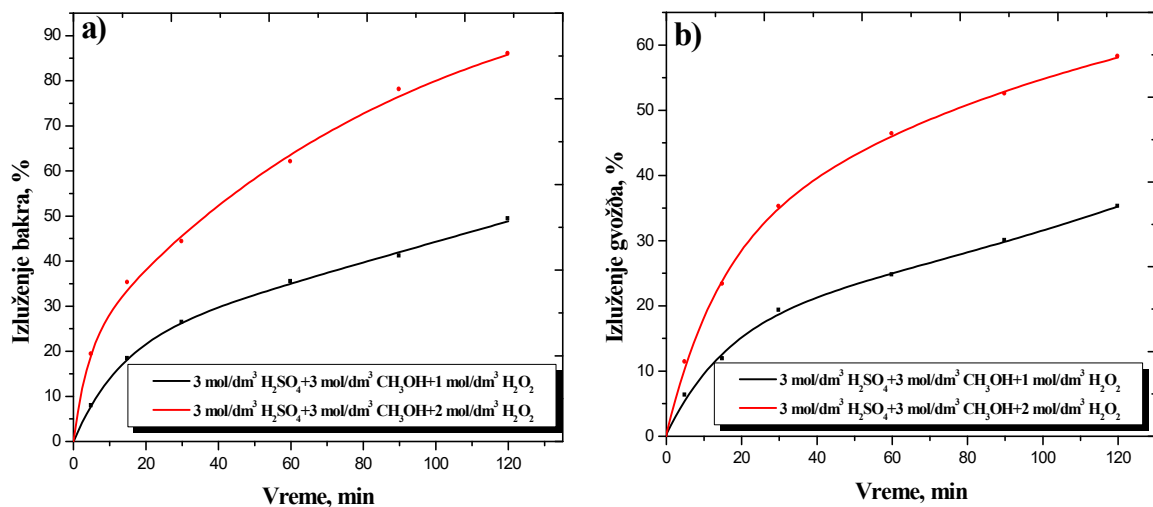 a)
Izluženje bakra, %
90
80
70
60
50
40
30
20
10
0
0 20 40 60 80 100 120
Vreme, min
3 mol/dm³ H₂SO₄+3 mol/dm³ CH₃OH+1 mol/dm³ H₂O₂
3 mol/dm³ H₂SO₄+3 mol/dm³ CH₃OH+2 mol/dm³ H₂O₂
b)
Izluženje gvožđa, %
60
50
40
30
20
10
0
0 20 40 60 80 100 120
Vreme, min
3 mol/dm³ H₂SO₄+3 mol/dm³ CH₃OH+1 mol/dm³ H₂O₂
3 mol/dm³ H₂SO₄+3 mol/dm³ CH₃OH+2 mol/dm³ H₂O₂